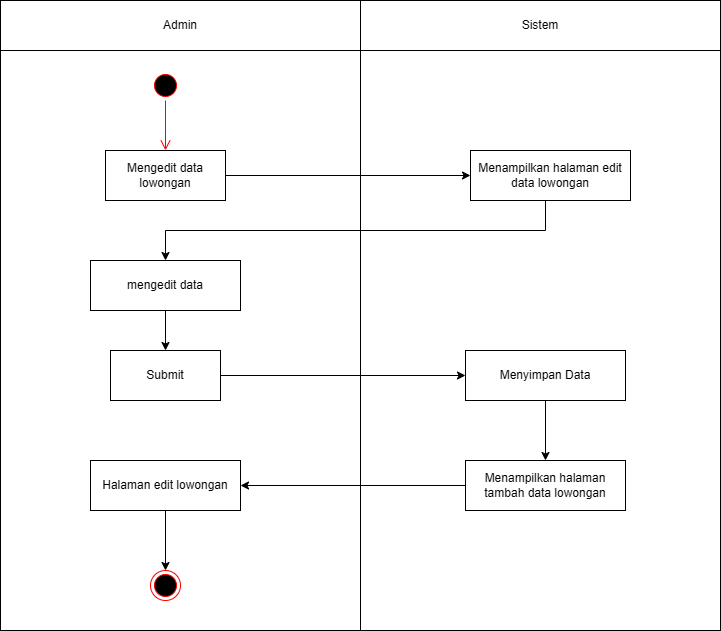 Admin
Sistem
Mengedit data
lowongan
Menampilkan halaman edit
data lowongan
mengedit data
Submit
Menyimpan Data
Halaman edit lowongan
Menampilkan halaman
tambah data lowongan